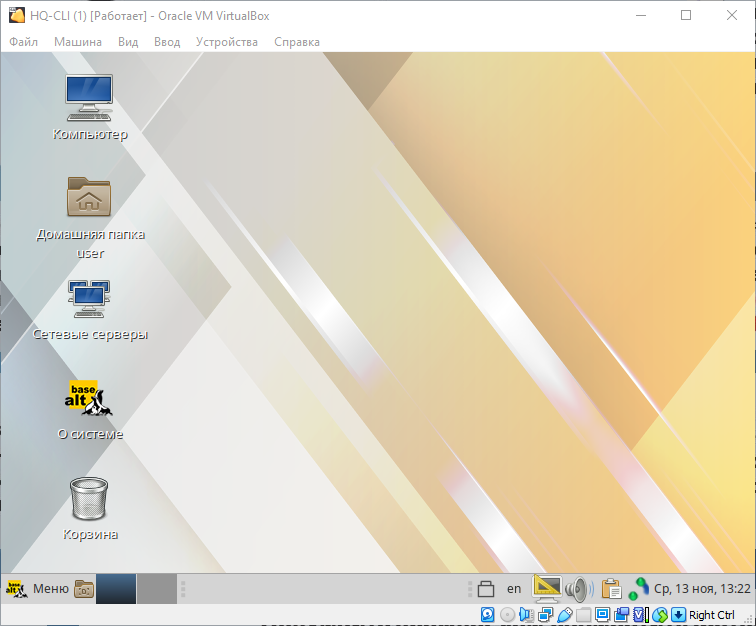 HQ-CLI (1) [Работает] - Oracle VM VirtualBox
Файл Машина Вид Ввод Устройства Справка
Компьютер
Домашняя папка
user
Сетевые серверы
base
alt
О системе
Корзина
base
alt
Меню
en
Ср, 13 ноя, 13:22
Right Ctrl